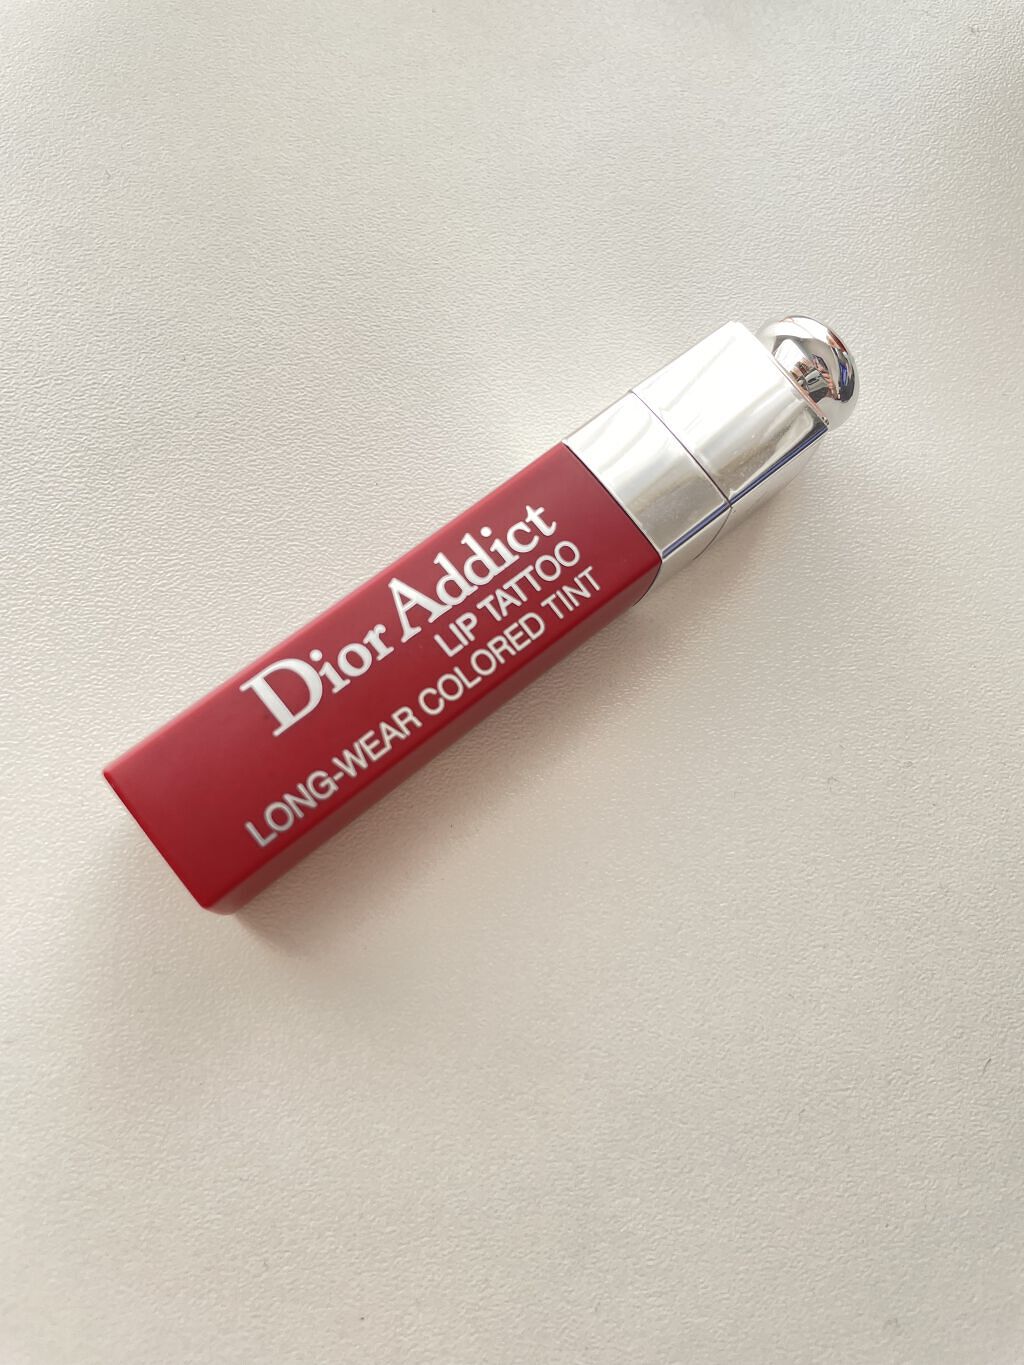 Dior Addict
LIP TATTOO
LONG-WEAR COLORED TINT